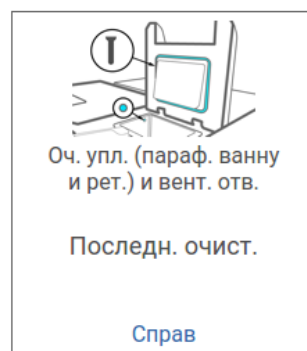 Оч. упл. (параф. ванну
и рет.) и вент. отв.
Последн. очист.
Справ